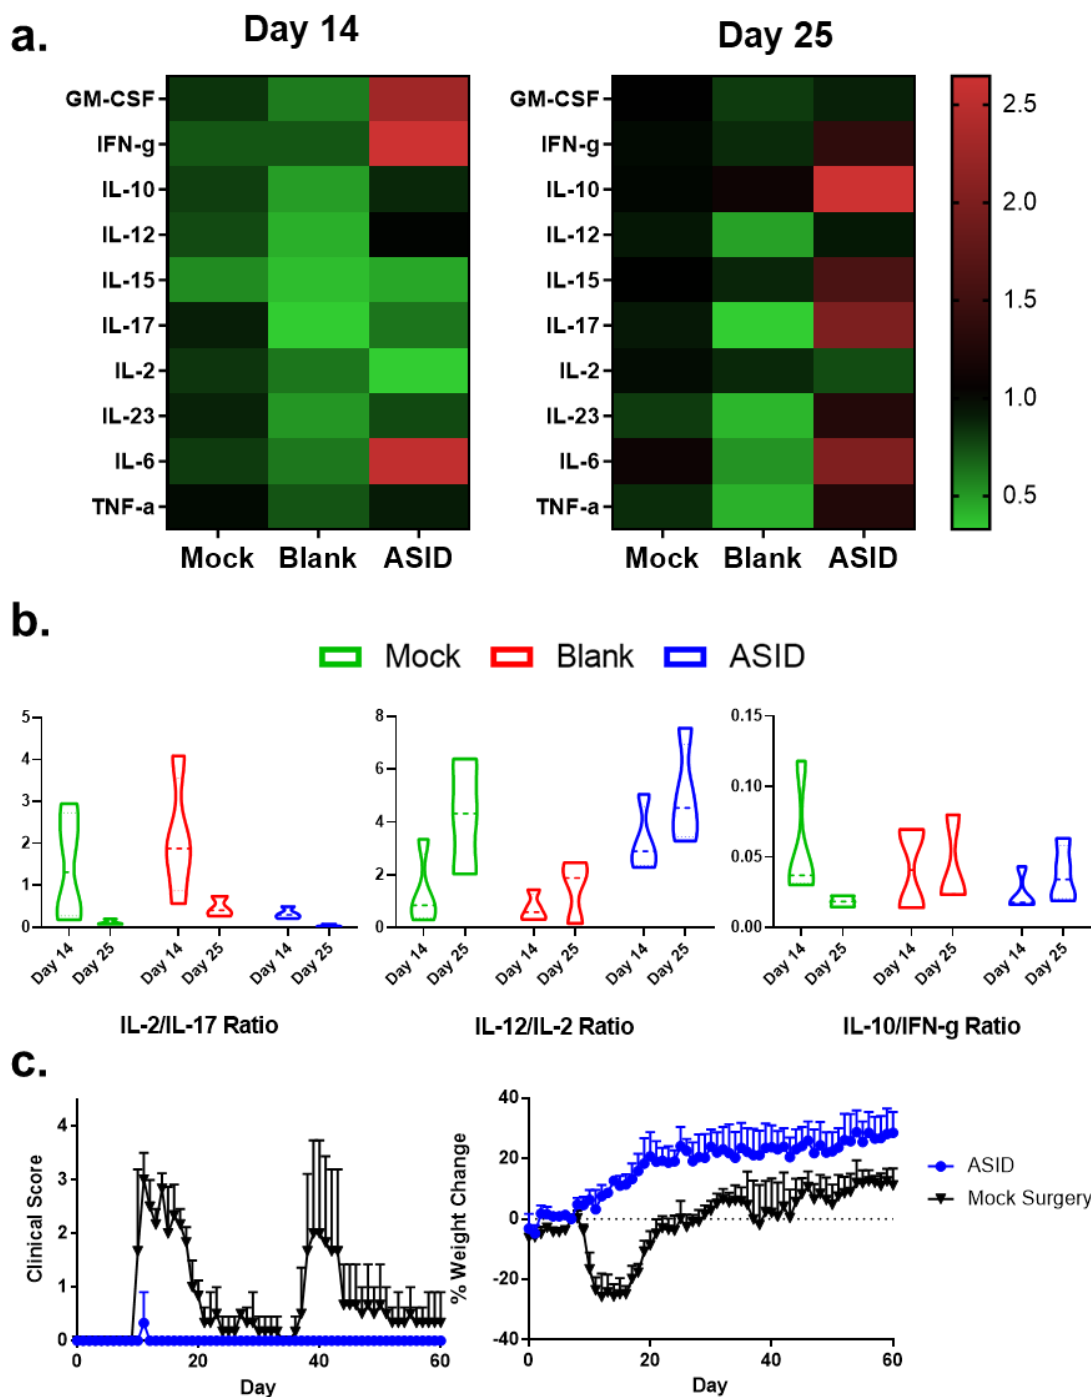 a.
Day 14
Day 25
GM-CSF
IFN-g
IL-10
IL-12
IL-15
IL-17
IL-2
IL-23
IL-6
TNF-a
Mock Blank ASID
GM-CSF
IFN-g
IL-10
IL-12
IL-15
IL-17
IL-2
IL-23
IL-6
TNF-a
Mock Blank ASID
2.5
2.0
1.5
1.0
0.5
b.
Mock Blank ASID
5
4
3
2
1
0
Day 14 Day 25 Day 14 Day 25 Day 14 Day 25
IL-2/IL-17 Ratio
8
6
4
2
0
Day 14 Day 25 Day 14 Day 25 Day 14 Day 25
IL-12/IL-2 Ratio
0.15
0.10
0.05
0.00
Day 14 Day 25 Day 14 Day 25 Day 14 Day 25
IL-10/IFN-g Ratio
c.
Clinical Score
4
3
2
1
0
0 20 40 60
Day
% Weight Change
40
20
0
-20
-40
0 20 40 60
Day
ASID
Mock Surgery